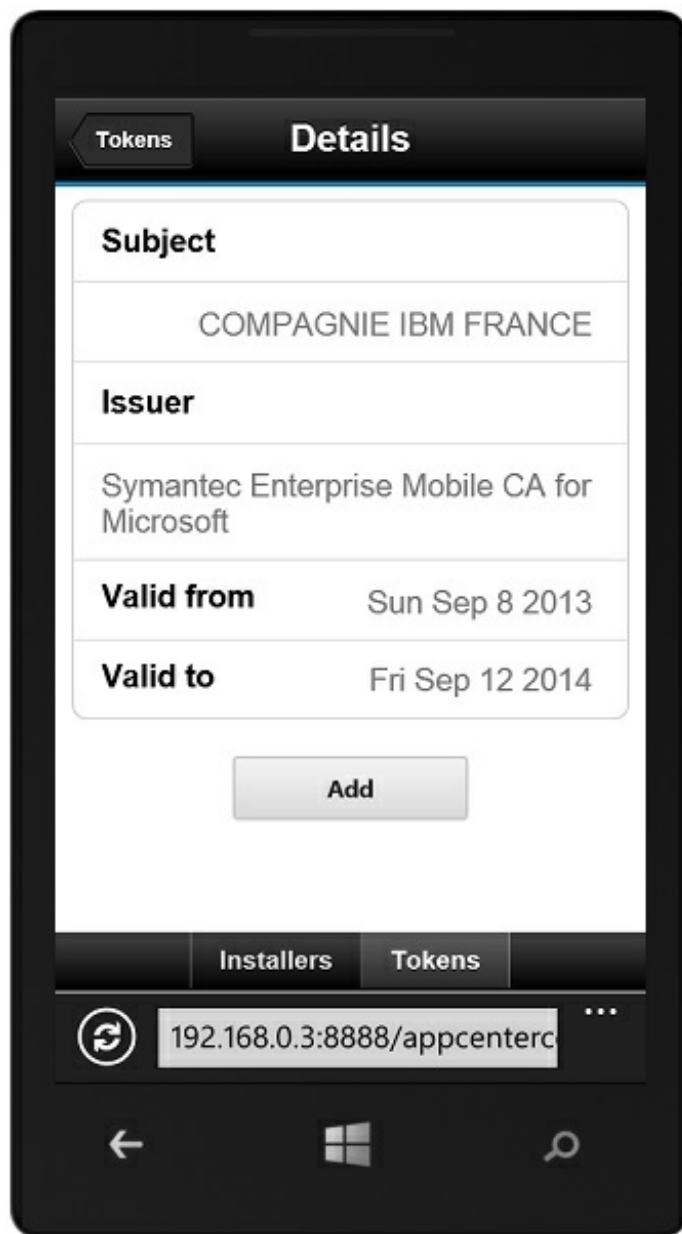 Tokens
Details
Subject
COMPAGNIE IBM FRANCE
Issuer
Symantec Enterprise Mobile CA for
Microsoft
Valid from Sun Sep 8 2013
Valid to Fri Sep 12 2014
Add
Installers Tokens
192.168.0.3:8888/appcenterc